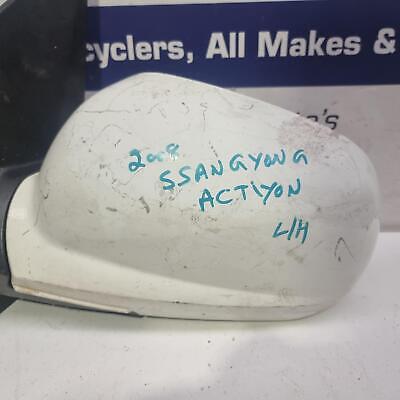 cyclers, All Makes &
's
2008
SSANGYONG
ACTIYON
L/H